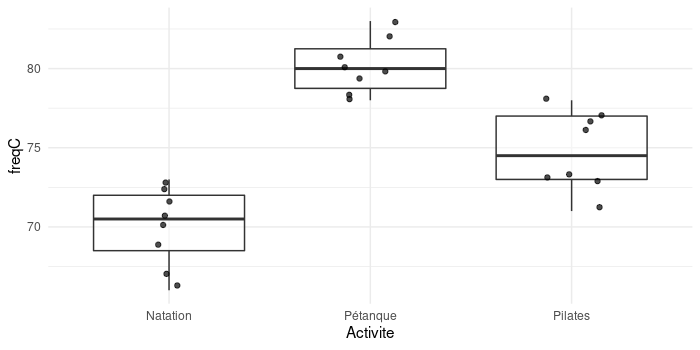 freqC
80
75
70
Natation
Pétanque
Pilates
Activite